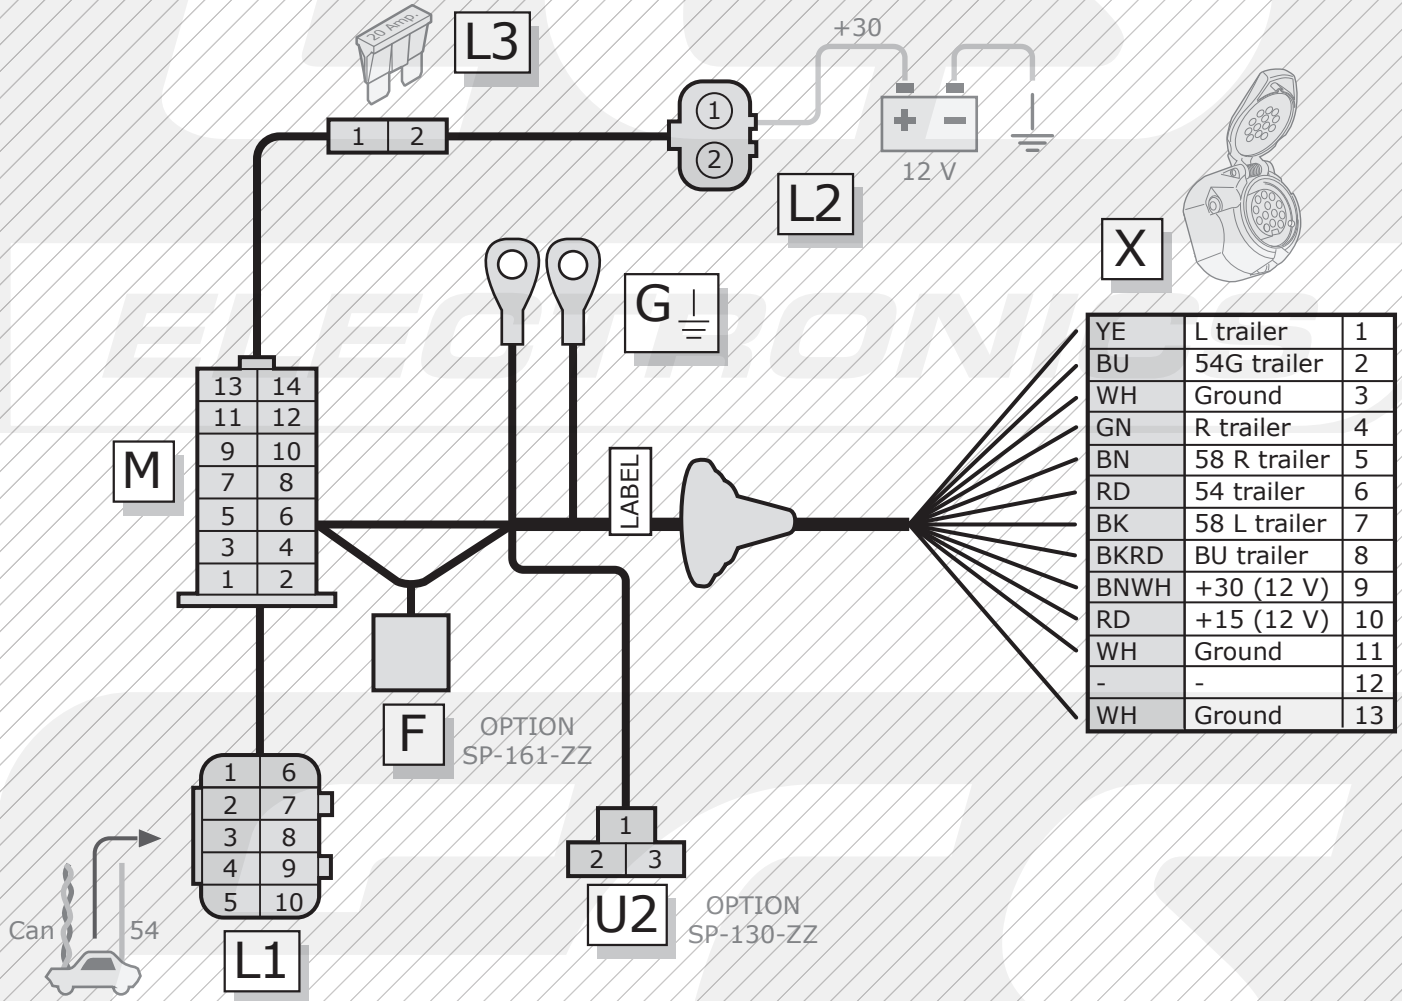 20 Amp.
L3
+30
1 2
1
2
12 V
L2
X
G
ELECTRONICS
YE L trailer 1
BU 54G trailer 2
WH Ground 3
GN R trailer 4
BN 58 R trailer 5
RD 54 trailer 6
BK 58 L trailer 7
BKRD BU trailer 8
BNWH +30 (12 V) 9
RD +15 (12 V) 10
WH Ground 11
- - 12
WH Ground 13
13 14
11 12
9 10
7 8
5 6
3 4
1 2
M
LABEL
F
OPTION
SP-161-ZZ
1 6
2 7
3 8
4 9
5 10
Can
54
L1
1
2 3
U2
OPTION
SP-130-ZZ